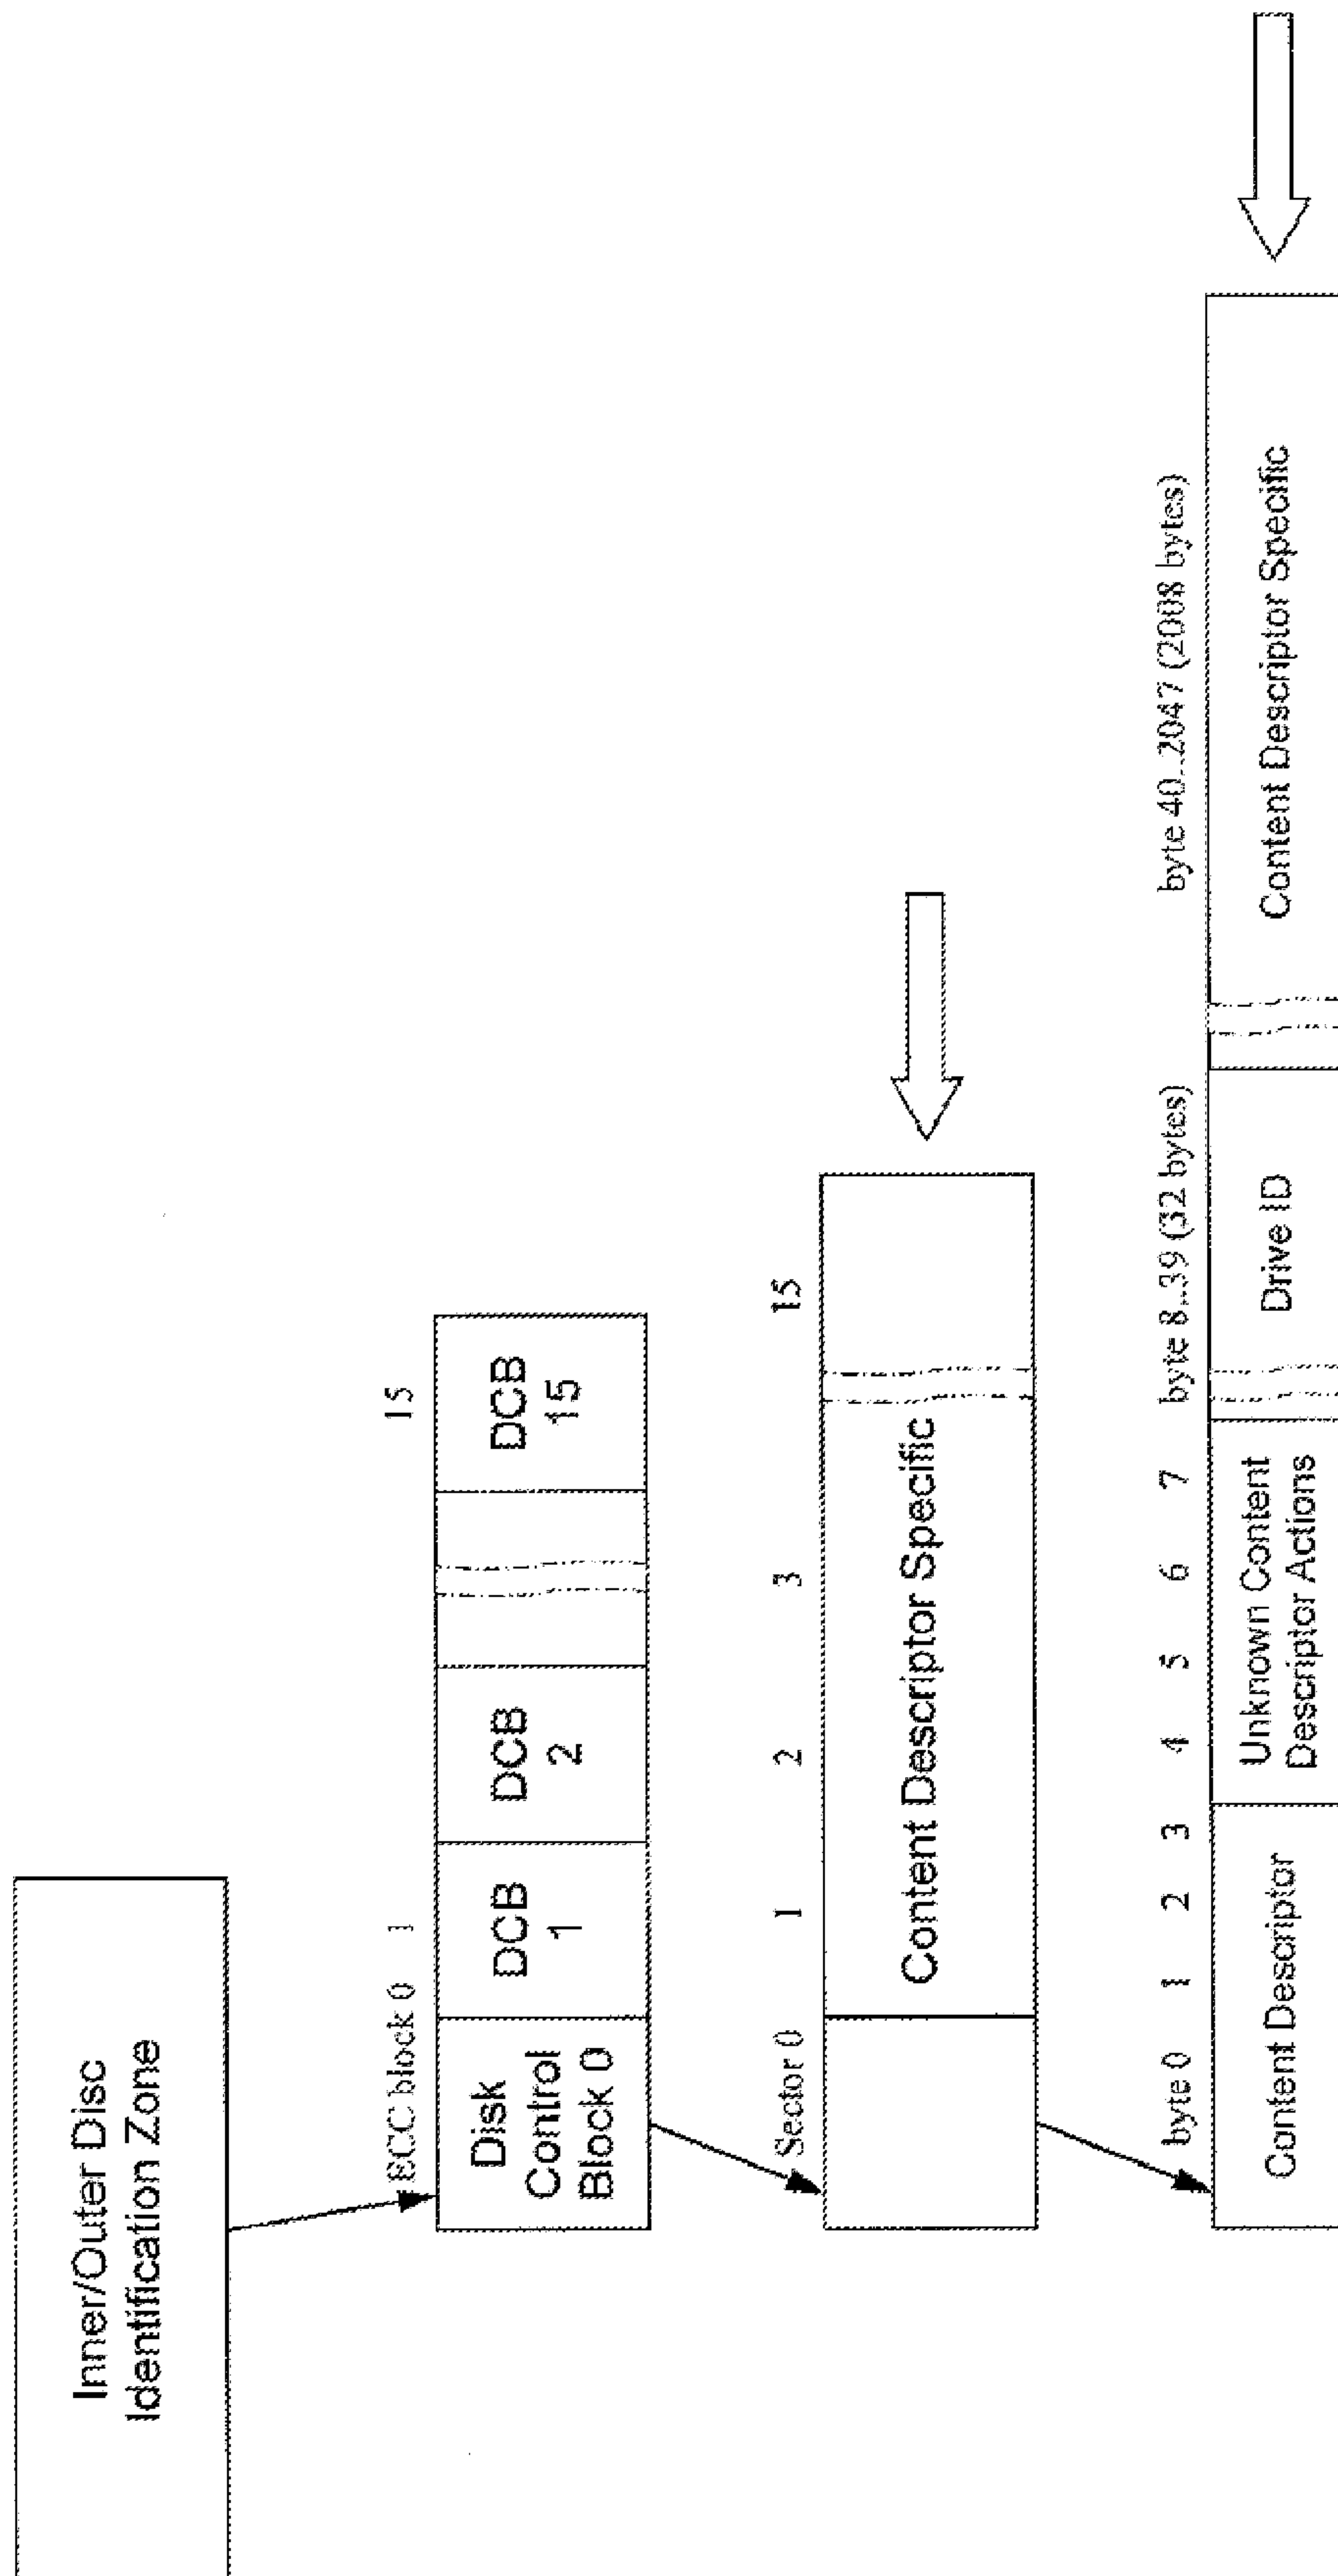 Inner/Outer Disc
Identification Zone
ECC block 0 1 15
Disk
Control
Block 0
DCB
1
DCB
2
DCB
15
Sector 0 1 2 3 15
Content Descriptor Specific
byte 0 1 2 3 4 5 6 7 byte 8..39 (32 bytes) byte 40..2047 (2008 bytes)
Content Descriptor
Unknown Content
Descriptor Actions
Drive ID
Content Descriptor Specific